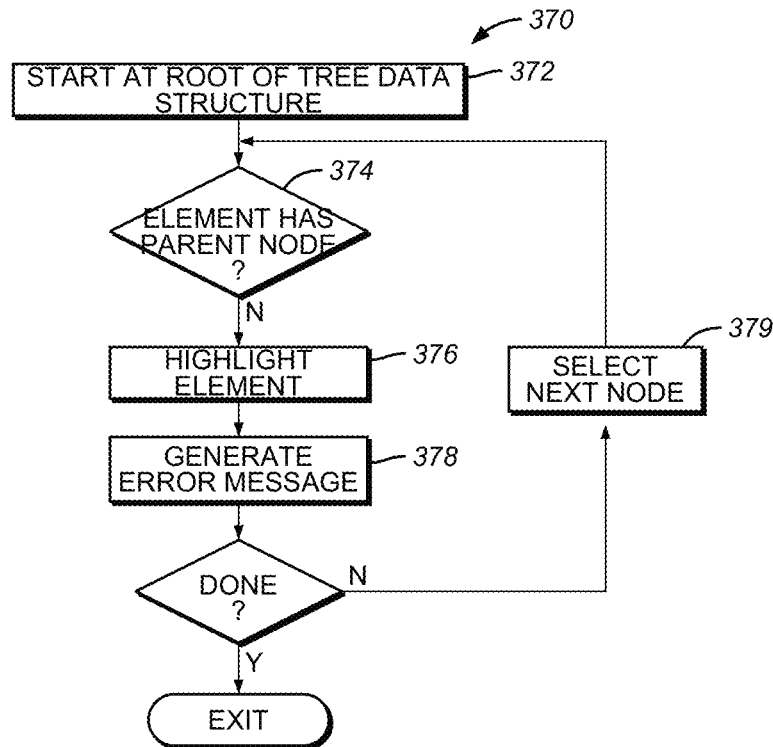 370
START AT ROOT OF TREE DATA
STRUCTURE
372
374
ELEMENT HAS
PARENT NODE
?
N
HIGHLIGHT
ELEMENT
376
379
SELECT
NEXT NODE
GENERATE
ERROR MESSAGE
378
DONE
?
N
Y
EXIT